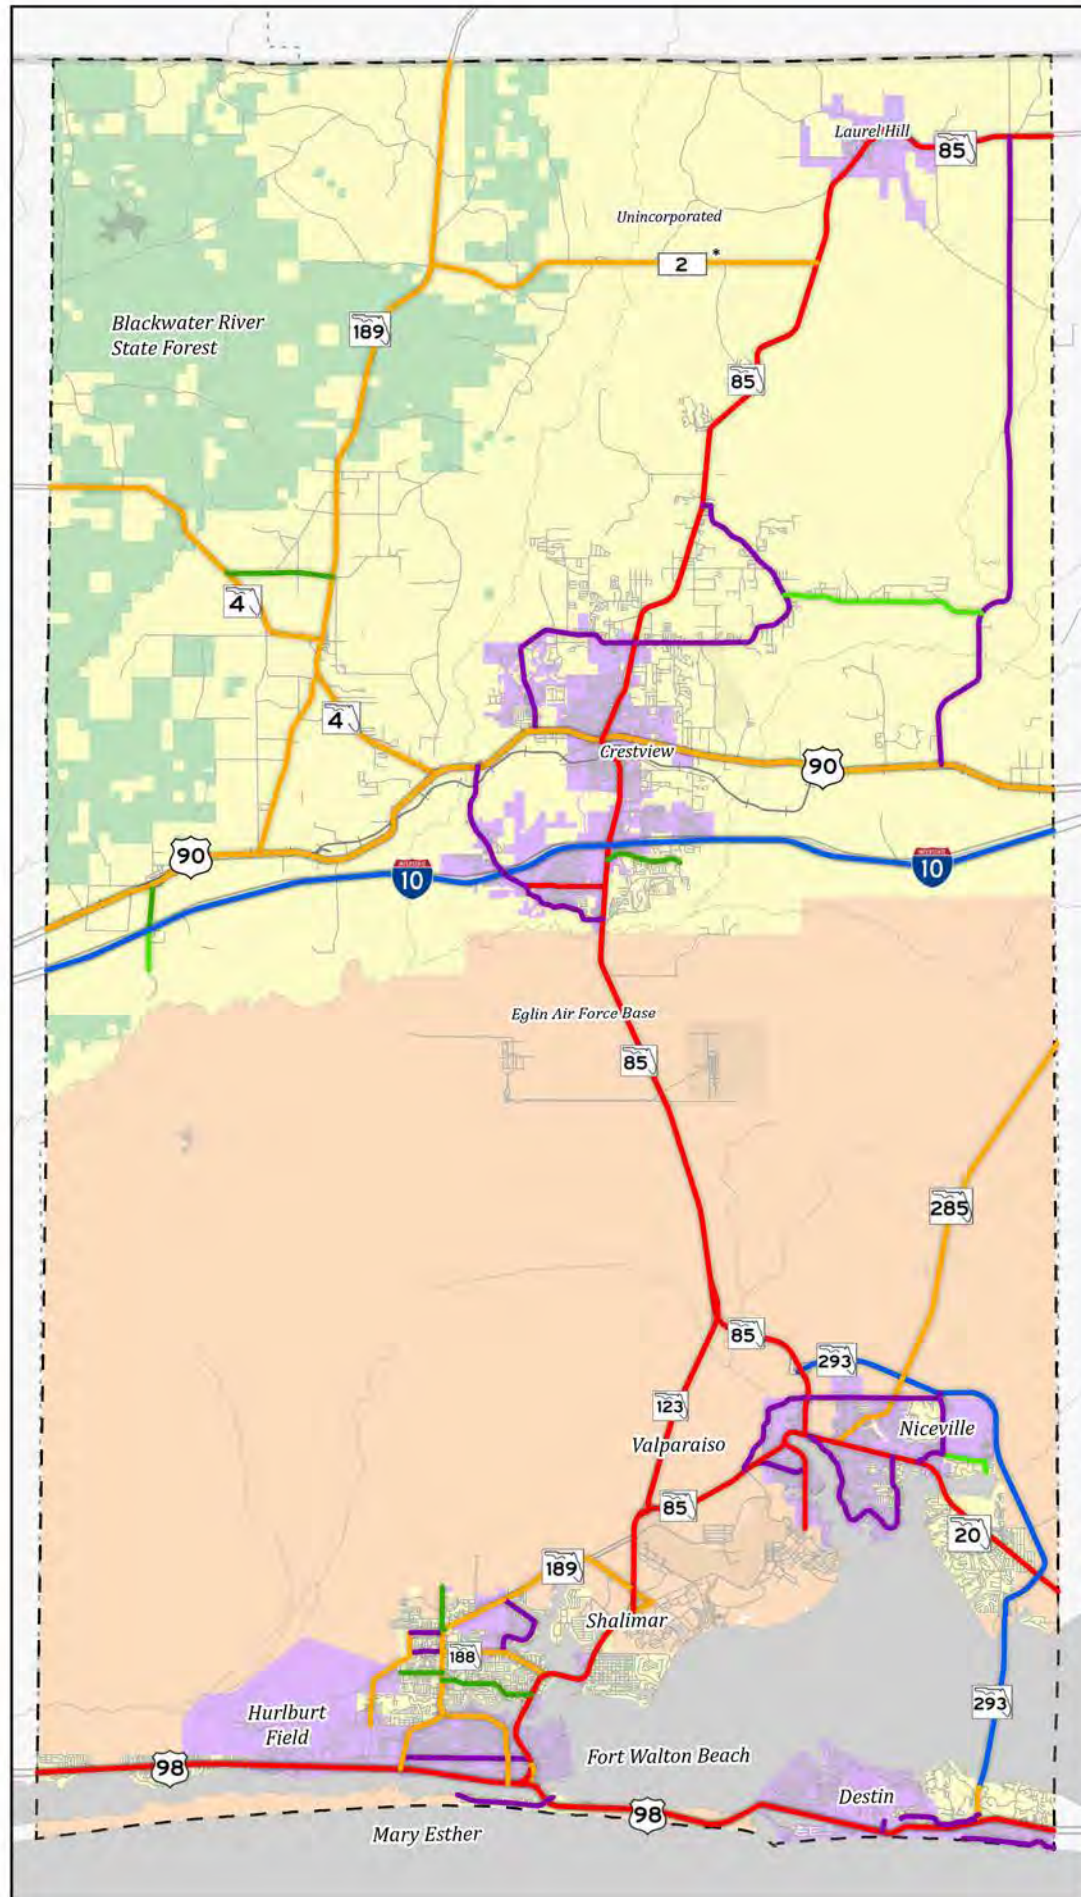 Laurel Hill
85
Unincorporated
2 *
Blackwater River
State Forest
189
85
4
4
Crestview
90
90
10
10
Eglin Air Force Base
85
285
85
293
123
Niceville
Valparaiso
85
20
189
Shalimar
188
293
Hurlburt
Field
Fort Walton Beach
98
Destin
98
Mary Esther